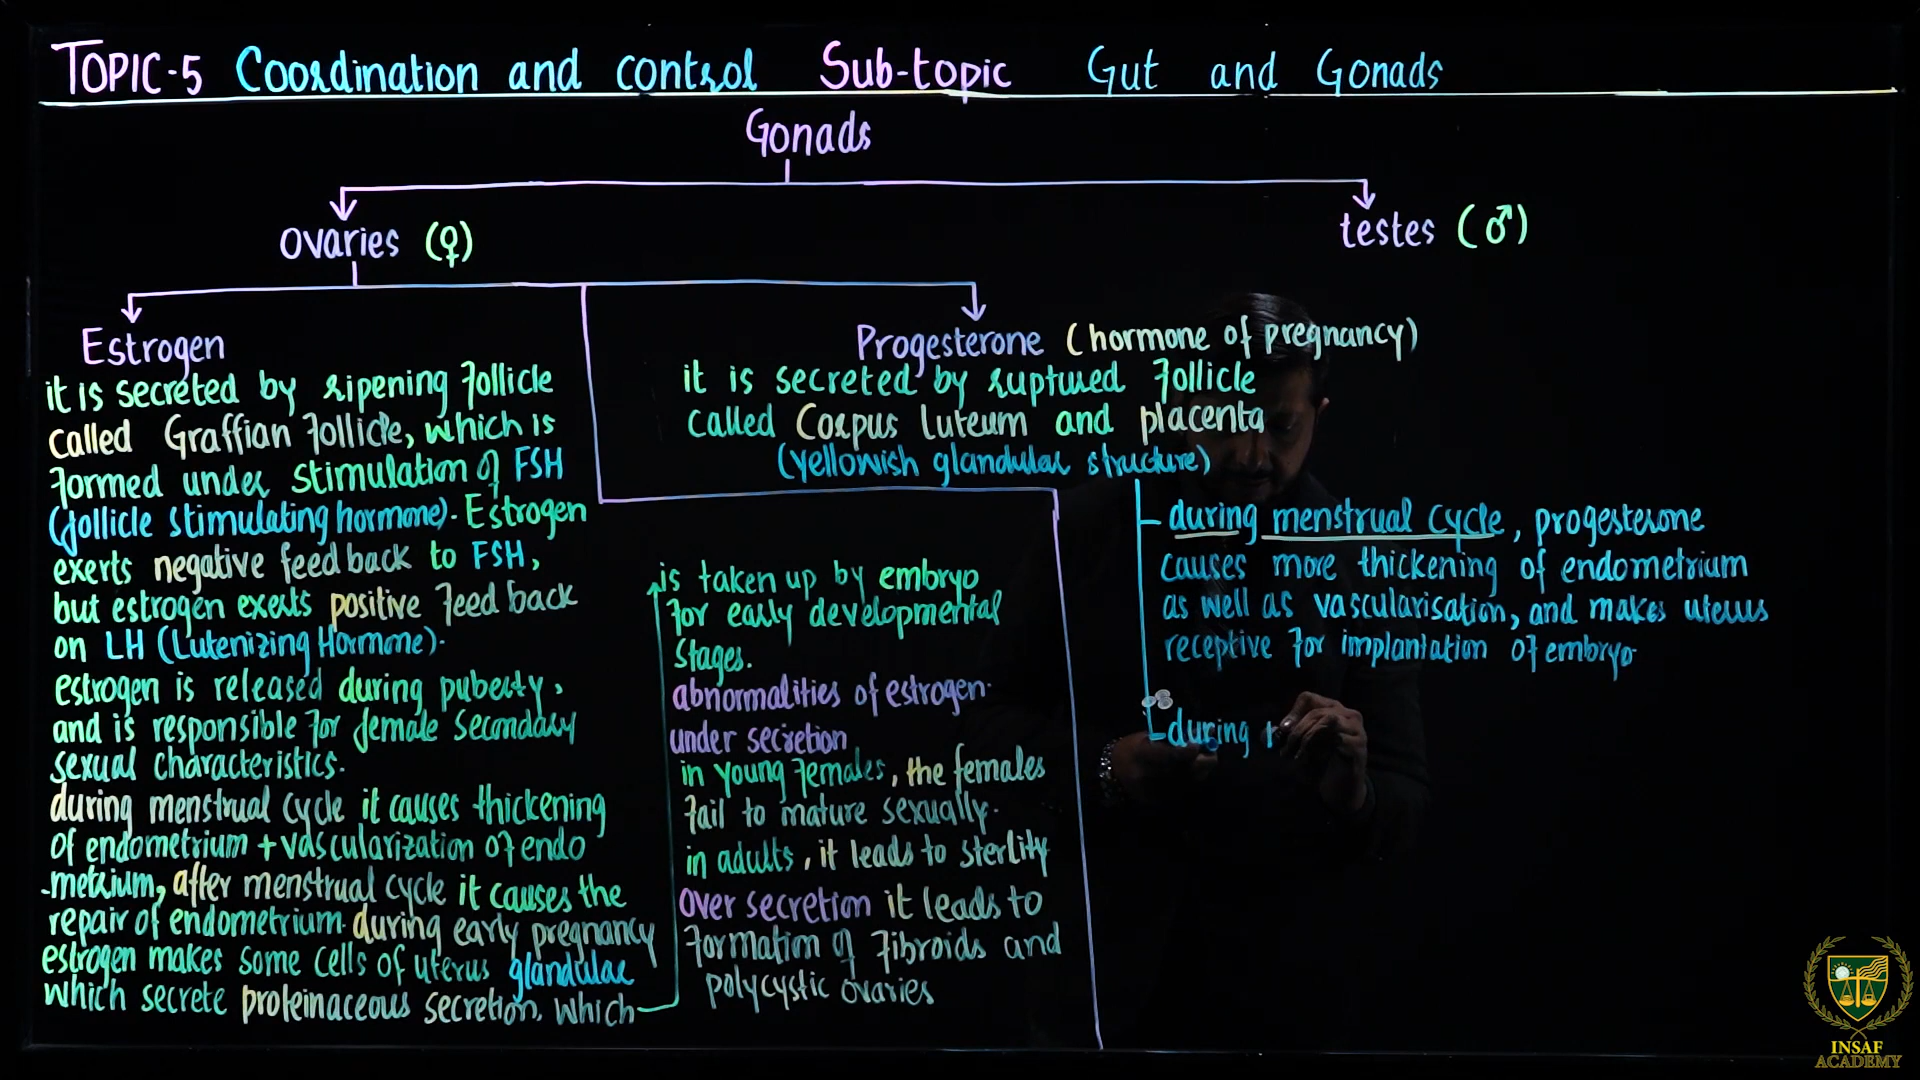 TOPIC-5 Coordination and control Sub-topic Gut and Gonads
Gonads
ovaries (♀)
testes (♂)
Estrogen
it is secreted by ripening follicle
called Graffian follicle, which is
formed under stimulation of FSH
(follicle stimulating hormone). Estrogen
exerts negative feed back to FSH,
but estrogen exerts positive feed back
on LH (Lutenizing Hormone).
estrogen is released during puberty,
and is responsible for female secondary
sexual characteristics.
during menstrual cycle it causes thickening
of endometrium + vascularization of endo
-metrium, after menstrual cycle it causes the
repair of endometrium. during early pregnancy
estrogen makes some cells of uterus glandular
which secrete proteinaceous secretion. which
is taken up by embryo
for early developmental
stages.
abnormalities of estrogen.
under secretion
in young females, the females
fail to mature sexually.
in adults, it leads to sterlity
over secretion it leads to
formation of fibroids and
polycystic ovaries
Progesterone (hormone of pregnancy)
it is secreted by ruptured follicle
called Corpus luteum and placenta
(yellowish glandular structure)
during menstrual cycle, progesterone
causes more thickening of endometrium
as well as vascularisation, and makes uterus
receptive for implantation of embryo.
during
INSAF
ACADEMY